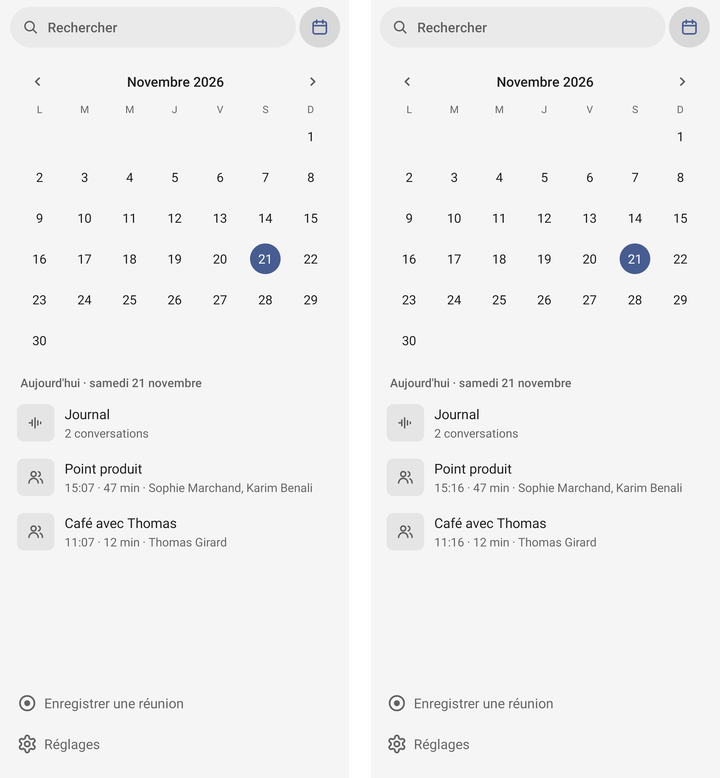 Rechercher
Novembre 2026
L M M J V S D
1
2 3 4 5 6 7 8
9 10 11 12 13 14 15
16 17 18 19 20 21 22
23 24 25 26 27 28 29
30
Aujourd'hui · samedi 21 novembre
Journal
2 conversations
Point produit
15:07 · 47 min · Sophie Marchand, Karim Benali
Café avec Thomas
11:07 · 12 min · Thomas Girard
Enregistrer une réunion
Réglages
Rechercher
Novembre 2026
L M M J V S D
1
2 3 4 5 6 7 8
9 10 11 12 13 14 15
16 17 18 19 20 21 22
23 24 25 26 27 28 29
30
Aujourd'hui · samedi 21 novembre
Journal
2 conversations
Point produit
15:16 · 47 min · Sophie Marchand, Karim Benali
Café avec Thomas
11:16 · 12 min · Thomas Girard
Enregistrer une réunion
Réglages